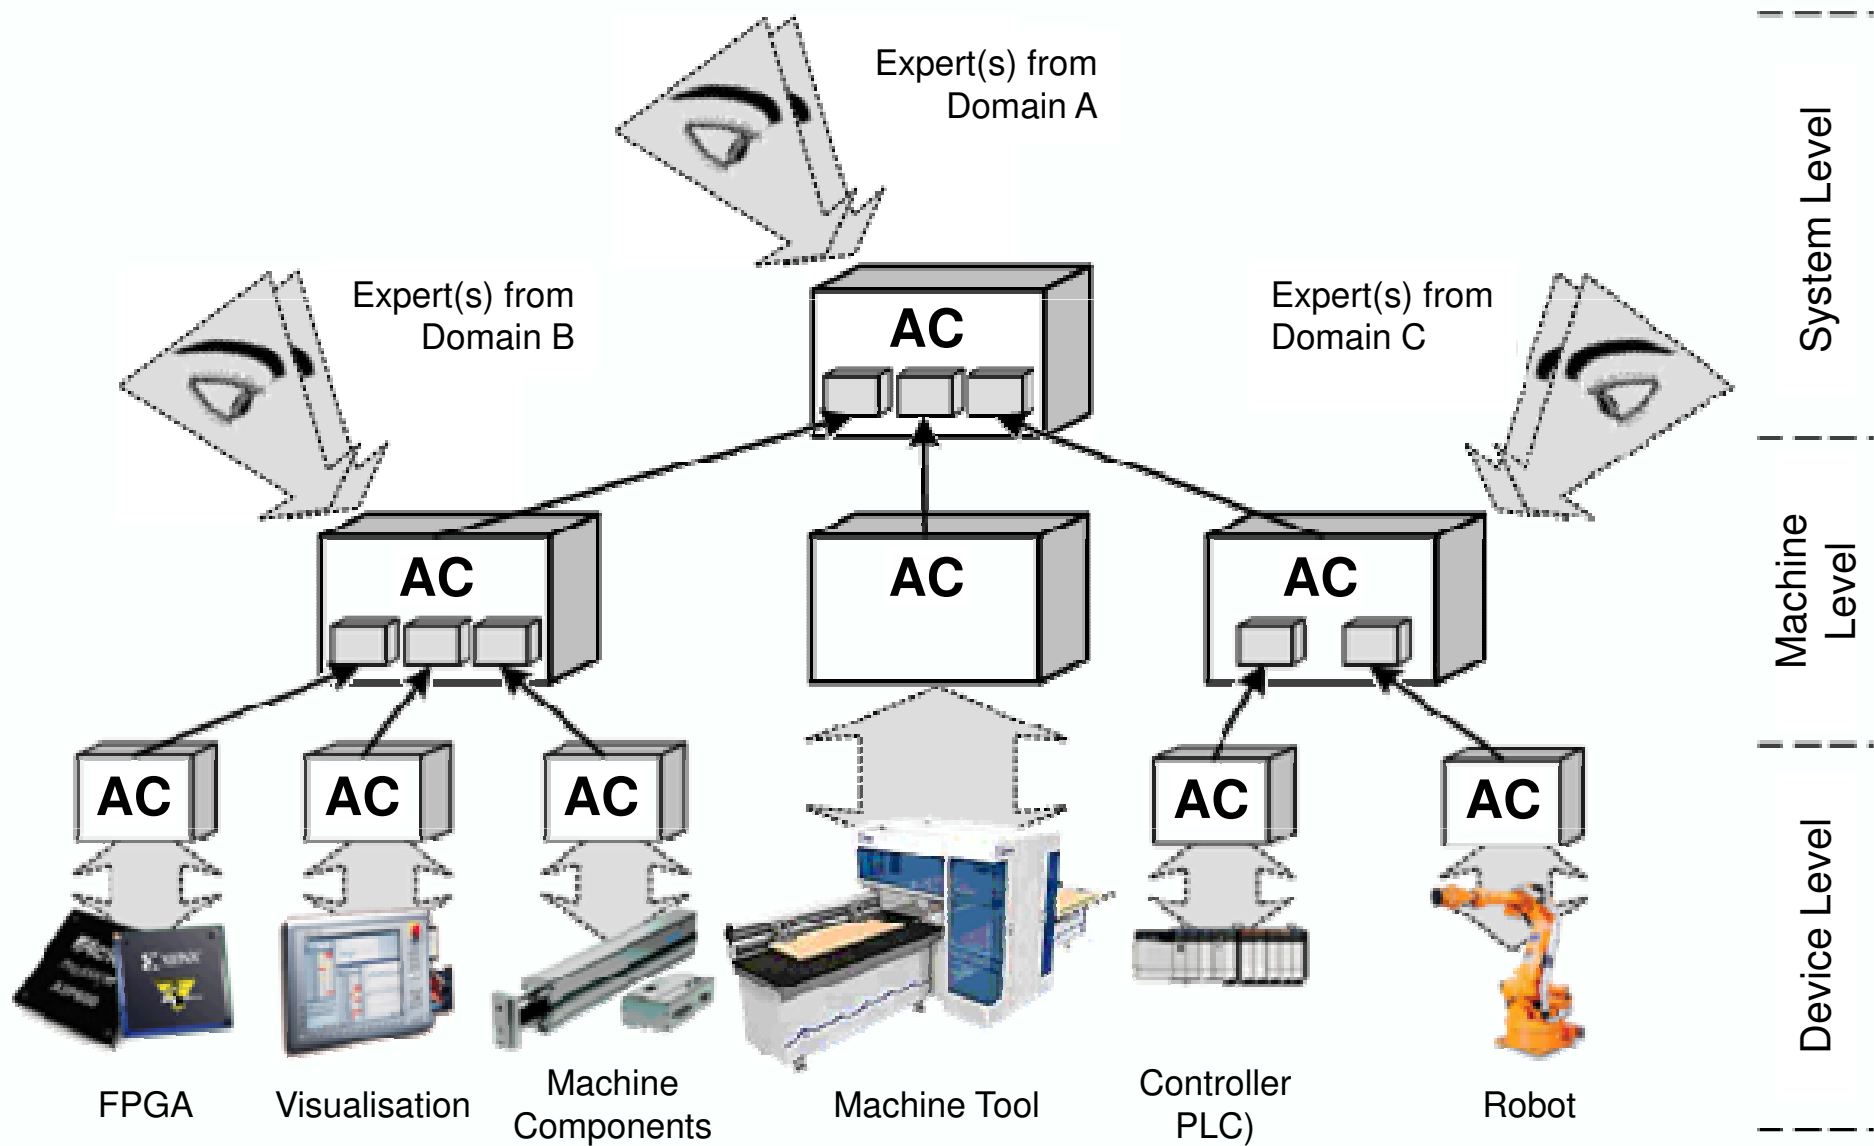 Expert(s) from
Domain A
Expert(s) from
Domain B
Expert(s) from
Domain C
AC
AC
AC
AC
AC
AC
AC
AC
AC
System Level
Machine
Level
Device Level
FPGA
Visualisation
Machine
Components
Machine Tool
Controller
PLC)
Robot